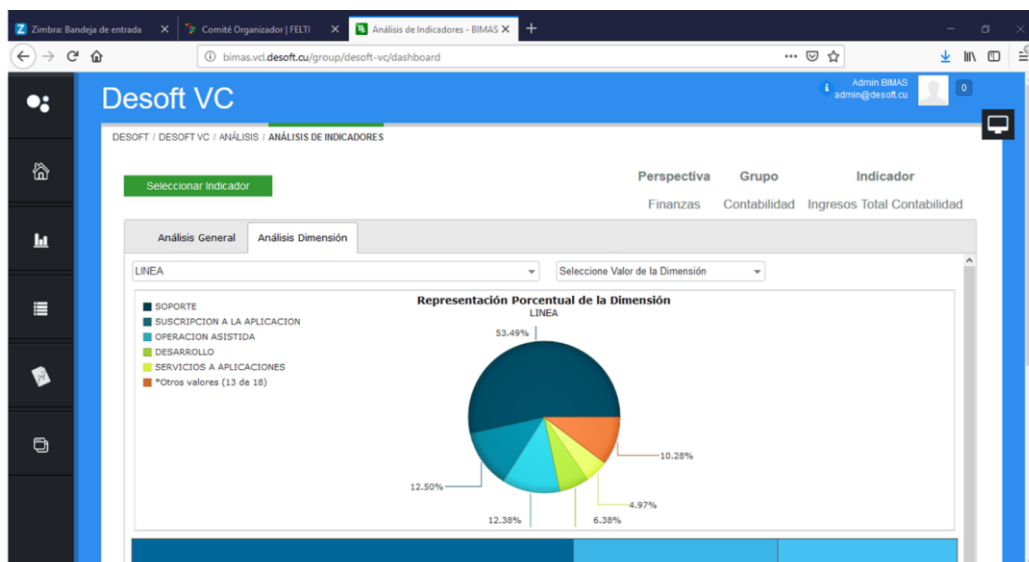 Zimbra: Bandeja de entrada
Comité Organizador | FELTI
Análisis de Indicadores - BIMAS
bimas.vcl.desoft.cu/group/desoft-vc/dashboard
Desoft VC
Admin BIMAS
admin@desoft.cu
0
DESOFT / DESOFT VC / ANÁLISIS / ANÁLISIS DE INDICADORES
Seleccionar Indicador
Perspectiva Grupo Indicador
Finanzas Contabilidad Ingresos Total Contabilidad
Análisis General Análisis Dimensión
LINEA Seleccione Valor de la Dimensión
Representación Porcentual de la Dimensión
LINEA
SOPORTE
SUSCRIPCION A LA APLICACION
OPERACION ASISTIDA
DESARROLLO
SERVICIOS A APLICACIONES
*Otros valores (13 de 18)
53.49%
10.28%
12.50%
4.97%
12.38%
6.38%